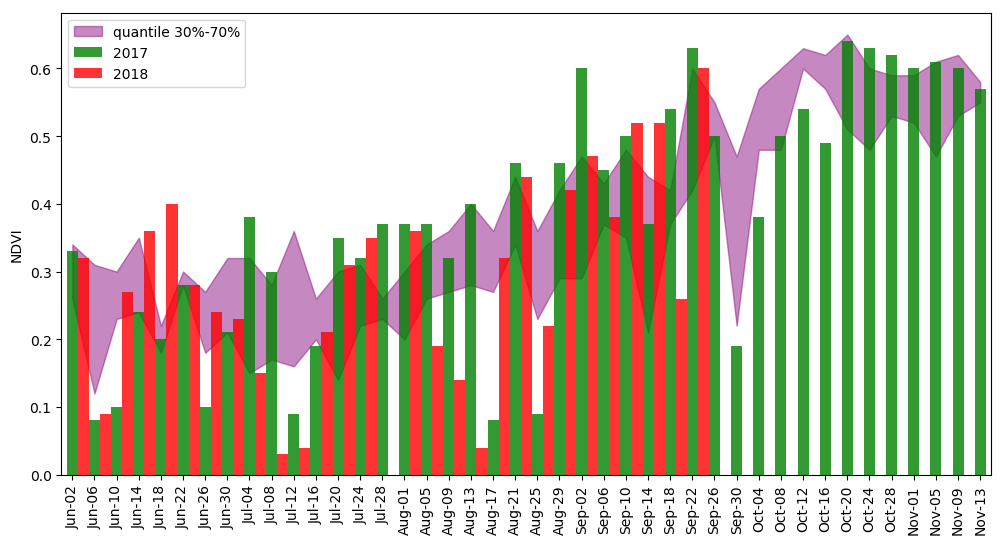 quantile 30%-70%
2017
2018
NDVI
0.6
0.5
0.4
0.3
0.2
0.1
0.0
Jun-02
Jun-06
Jun-10
Jun-14
Jun-18
Jun-22
Jun-26
Jun-30
Jul-04
Jul-08
Jul-12
Jul-16
Jul-20
Jul-24
Jul-28
Aug-01
Aug-05
Aug-09
Aug-13
Aug-17
Aug-21
Aug-25
Aug-29
Sep-02
Sep-06
Sep-10
Sep-14
Sep-18
Sep-22
Sep-26
Sep-30
Oct-04
Oct-08
Oct-12
Oct-16
Oct-20
Oct-24
Oct-28
Nov-01
Nov-05
Nov-09
Nov-13